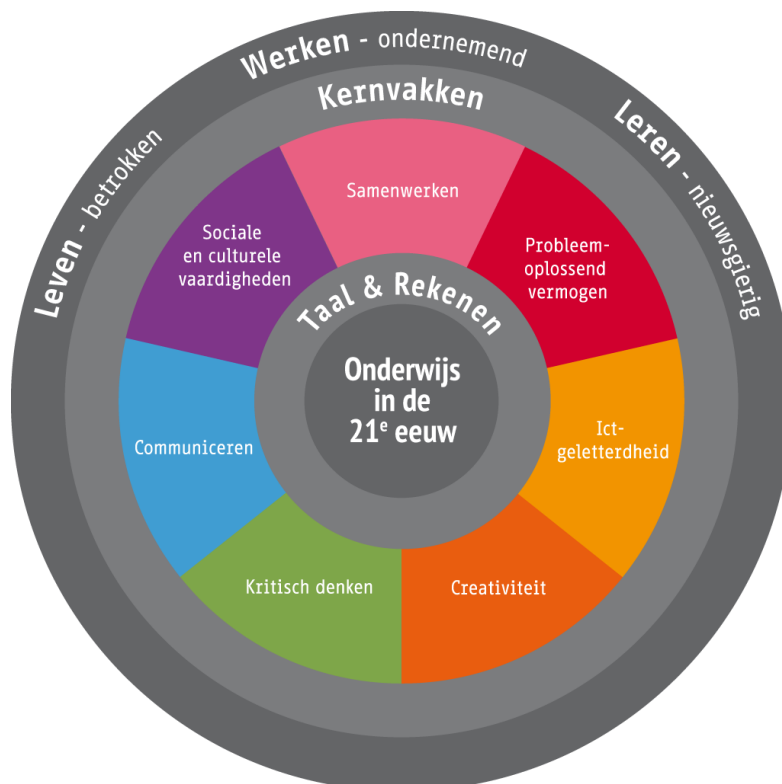 Werken - ondernemend
Leven - betrokken
Leren - nieuwsgierig
Kernvakken
Samenwerken
Sociale
en culturele
vaardigheden
Probleem-
oplossend
vermogen
Taal & Rekenen
Onderwijs
in de
21e eeuw
Communiceren
Ict-
geletterdheid
Kritisch denken
Creativiteit